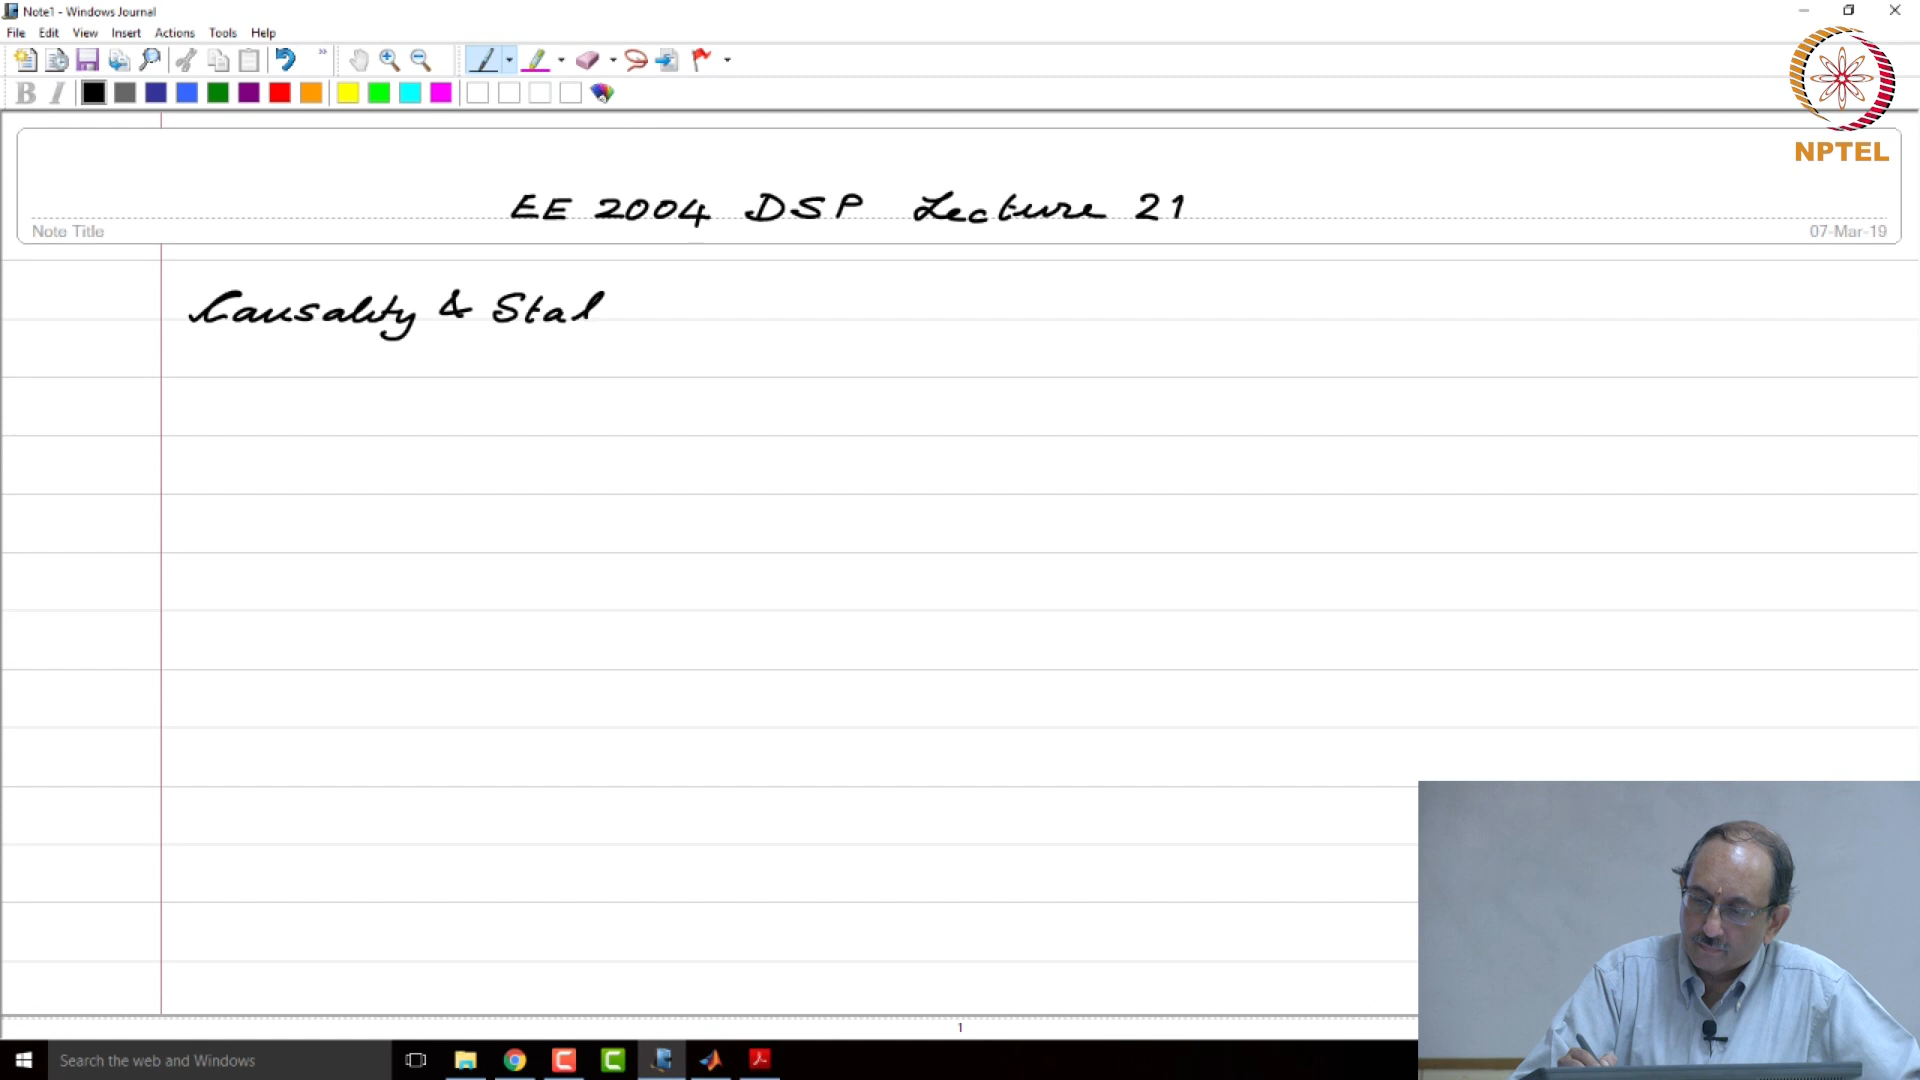 Note1 - Windows Journal
File Edit View Insert Actions Tools Help
B I
NPTEL
EE 2004 DSP Lecture 21
Note Title
07-Mar-19
Causality & Stab
1
Search the web and Windows